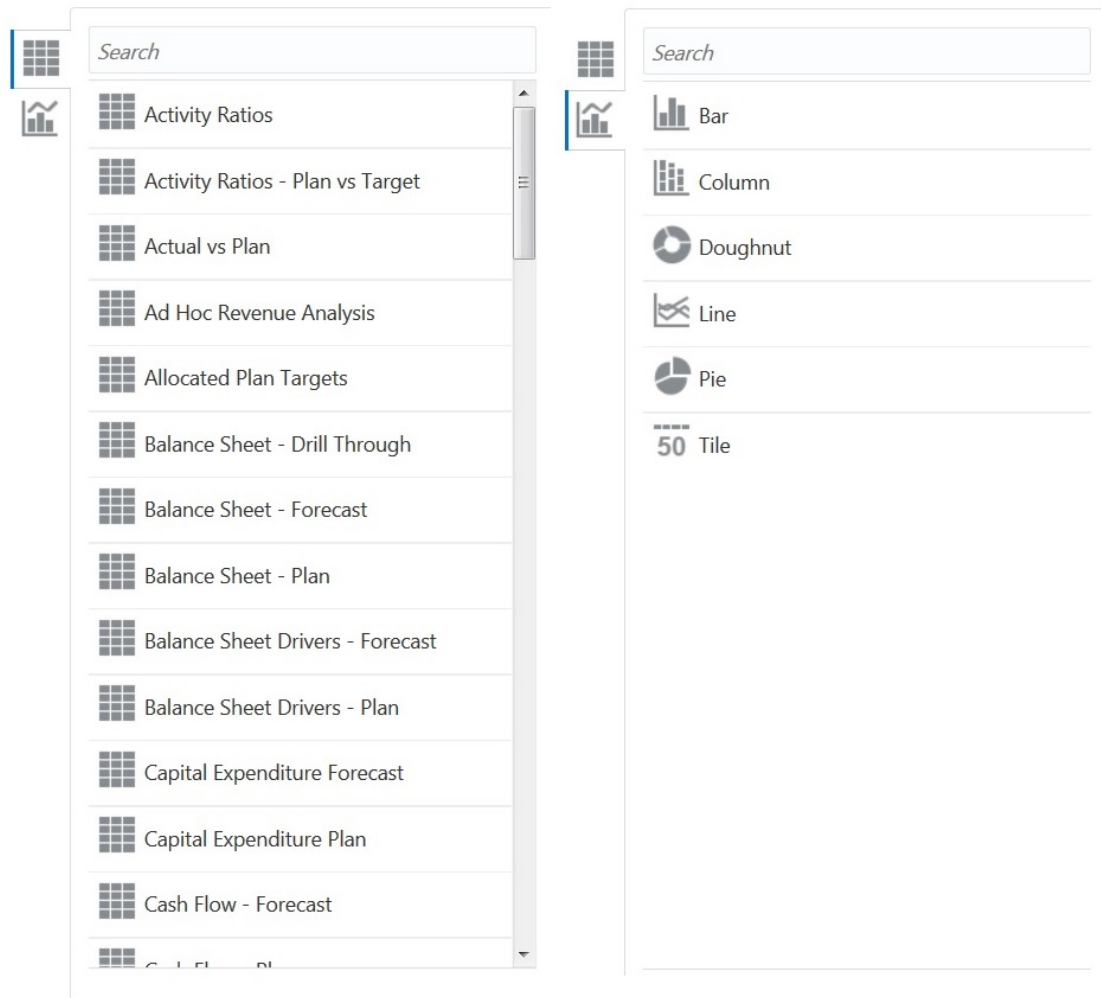 Search
Activity Ratios
Activity Ratios - Plan vs Target
Actual vs Plan
Ad Hoc Revenue Analysis
Allocated Plan Targets
Balance Sheet - Drill Through
Balance Sheet - Forecast
Balance Sheet - Plan
Balance Sheet Drivers - Forecast
Balance Sheet Drivers - Plan
Capital Expenditure Forecast
Capital Expenditure Plan
Cash Flow - Forecast
Search
Bar
Column
Doughnut
Line
Pie
50 Tile